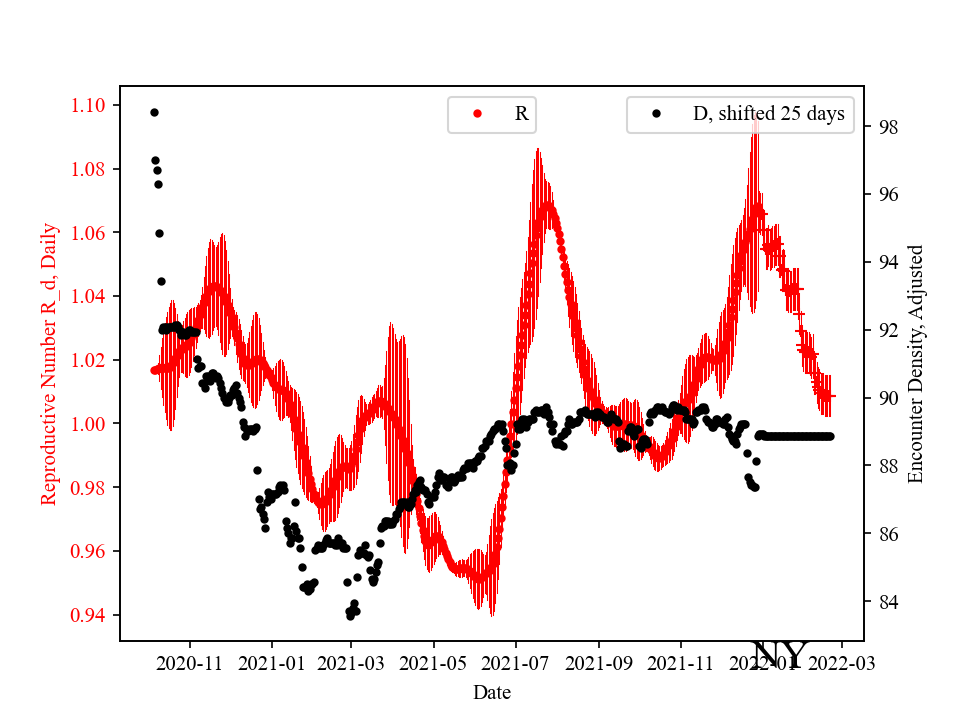 R
D, shifted 25 days
Reproductive Number R_d, Daily
1.10
1.08
1.06
1.04
1.02
1.00
0.98
0.96
0.94
98
96
94
92
90
88
86
84
Encounter Density, Adjusted
2020-11 2021-01 2021-03 2021-05 2021-07 2021-09 2021-11 2022-01 2022-03
NY
Date